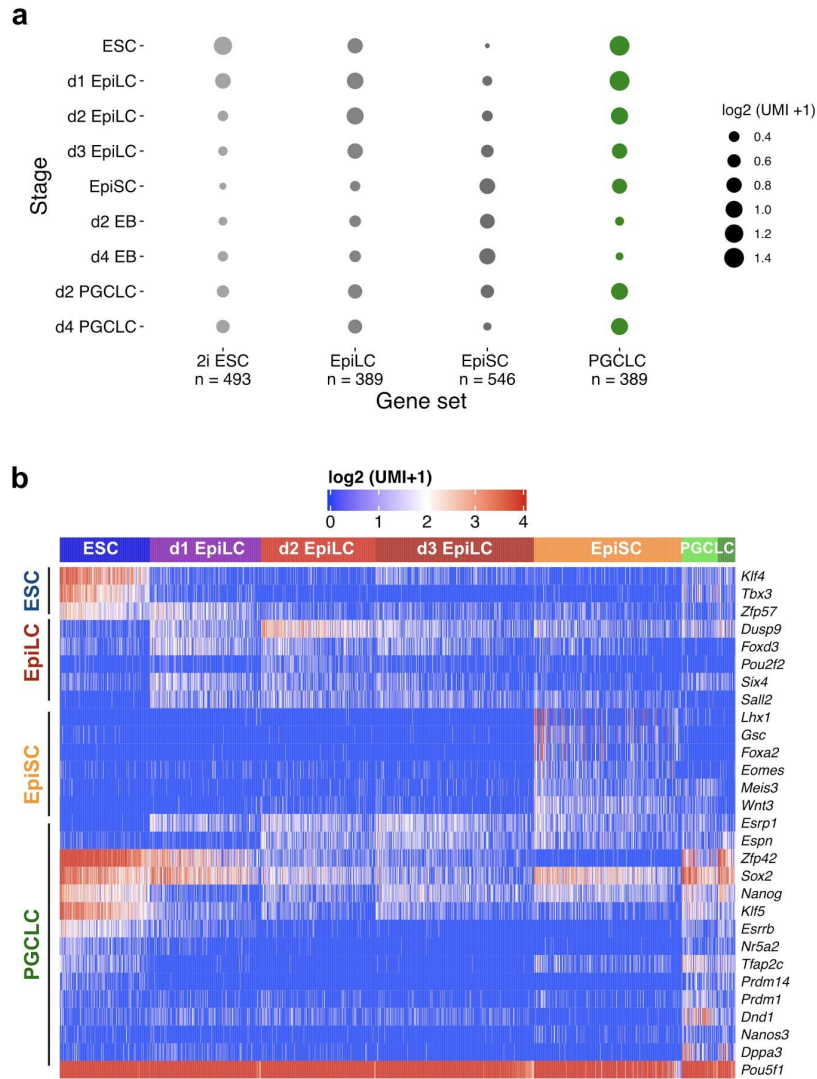 a
ESC
d1 EpiLC
d2 EpiLC
d3 EpiLC
EpiSC
d2 EB
d4 EB
d2 PGCLC
d4 PGCLC
Stage
2i ESC EpiLC EpiSC PGCLC
n = 493 n = 389 n = 546 n = 389
Gene set
log2 (UMI +1)
0.4
0.6
0.8
1.0
1.2
1.4
b
log2 (UMI+1)
0 1 2 3 4
ESC d1 EpiLC d2 EpiLC d3 EpiLC EpiSC PGCLC
ESC
EpiLC
EpiSC
PGCLC
Klf4
Tbx3
Zfp57
Dusp9
Foxd3
Pou2f2
Six4
Sall2
Lhx1
Gsc
Foxa2
Eomes
Meis3
Wnt3
Esrp1
Espn
Zfp42
Sox2
Nanog
Klf5
Esrrb
Nr5a2
Tfap2c
Prdm14
Prdm1
Dnd1
Nanos3
Dppa3
Pou5f1